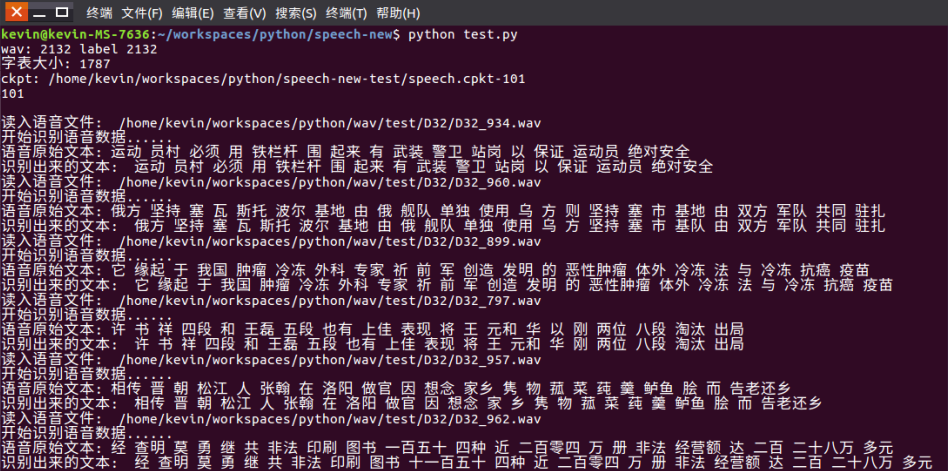 终端 文件(F) 编辑(E) 查看(V) 搜索(S) 终端(T) 帮助(H)
kevin@kevin-MS-7636:~/workspaces/python/speech-new$ python test.py
wav: 2132 label 2132
字表大小: 1787
ckpt: /home/kevin/workspaces/python/speech-new-test/speech.cpkt-101
101
读入语音文件: /home/kevin/workspaces/python/wav/test/D32/D32_934.wav
开始识别语音数据......
语音原始文本: 运动 员村 必须 用 铁栏杆 围 起来 有 武装 警卫 站岗 以 保证 运动员 绝对安全
识别出来的文本: 运动 员村 必须 用 铁栏杆 围 起来 有 武装 警卫 站岗 以 保证 运动员 绝对安全
读入语音文件: /home/kevin/workspaces/python/wav/test/D32/D32_960.wav
开始识别语音数据......
语音原始文本: 俄方 坚持 塞 瓦 斯托 波尔 基地 由 俄 舰队 单独 使用 乌 方 则 坚持 塞 市 基地 由 双方 军队 共同 驻扎
识别出来的文本: 俄方 坚持 塞 瓦 斯托 波尔 基地 由 俄 舰队 单独 使用 乌 方 坚持 塞 市 基队 由 双方 军队 共同 驻扎
读入语音文件: /home/kevin/workspaces/python/wav/test/D32/D32_899.wav
开始识别语音数据......
语音原始文本: 它 缘起 于 我国 肿瘤 冷冻 外科 专家 祈 前 军 创造 发明 的 恶性肿瘤 体外 冷冻 法 与 冷冻 抗癌 疫苗
识别出来的文本: 它 缘起 于 我国 肿瘤 冷冻 外科 专家 祈 前 军 创造 发明 的 恶性肿瘤 体外 冷冻 法 与 冷冻 抗癌 疫苗
读入语音文件: /home/kevin/workspaces/python/wav/test/D32/D32_797.wav
开始识别语音数据......
语音原始文本: 许 书 祥 四段 和 王磊 五段 也有 上佳 表现 将 王 元和 华 以 刚 两位 八段 淘汰 出局
识别出来的文本: 许 书 祥 四段 和 王磊 五段 也有 上佳 表现 将 王 元和 华 以 刚 两位 八段 淘汰 出局
读入语音文件: /home/kevin/workspaces/python/wav/test/D32/D32_957.wav
开始识别语音数据......
语音原始文本: 相传 晋 朝 松江 人 张翰 在 洛阳 做官 因 想念 家乡 隽 物 菰 菜 莼 羹 鲈鱼 脍 而 告老还乡
识别出来的文本: 相传 晋 朝 松江 人 张翰 在 洛阳 做官 因 想念 家 乡 隽 物 菰 菜 莼 羹 鲈鱼 脍 而 告老还乡
读入语音文件: /home/kevin/workspaces/python/wav/test/D32/D32_962.wav
开始识别语音数据......
语音原始文本: 经 查明 莫 勇 继 共 非法 印刷 图书 一百五十 四种 近 二百零四 万 册 非法 经营额 达 二百 二十八万 多元
识别出来的文本: 经 查明 莫 勇 继 共 非法 印刷 图书 十一百五十 四种 近 二百零四 万 册 非法 经营额 达 二百 二十八万 多元